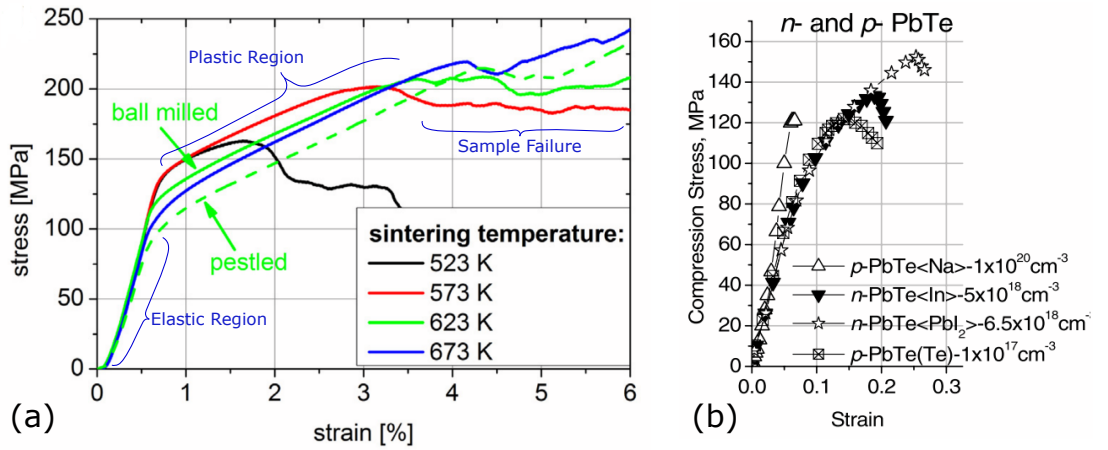 250
200
150
100
50
0
stress [MPa]
Plastic Region
ball milled
pestled
Elastic Region
Sample Failure
sintering temperature:
523 K
573 K
623 K
673 K
0 1 2 3 4 5 6
strain [%]
(a)
n- and p- PbTe
160
140
120
100
80
60
40
20
0
Compression Stress, MPa
p-PbTe<Na>-1x10²⁰cm⁻³
n-PbTe<In>-5x10¹⁸cm⁻³
n-PbTe<PbI₂>-6.5x10¹⁸cm⁻³
p-PbTe(Te)-1x10¹⁷cm⁻³
0.0 0.1 0.2 0.3
Strain
(b)